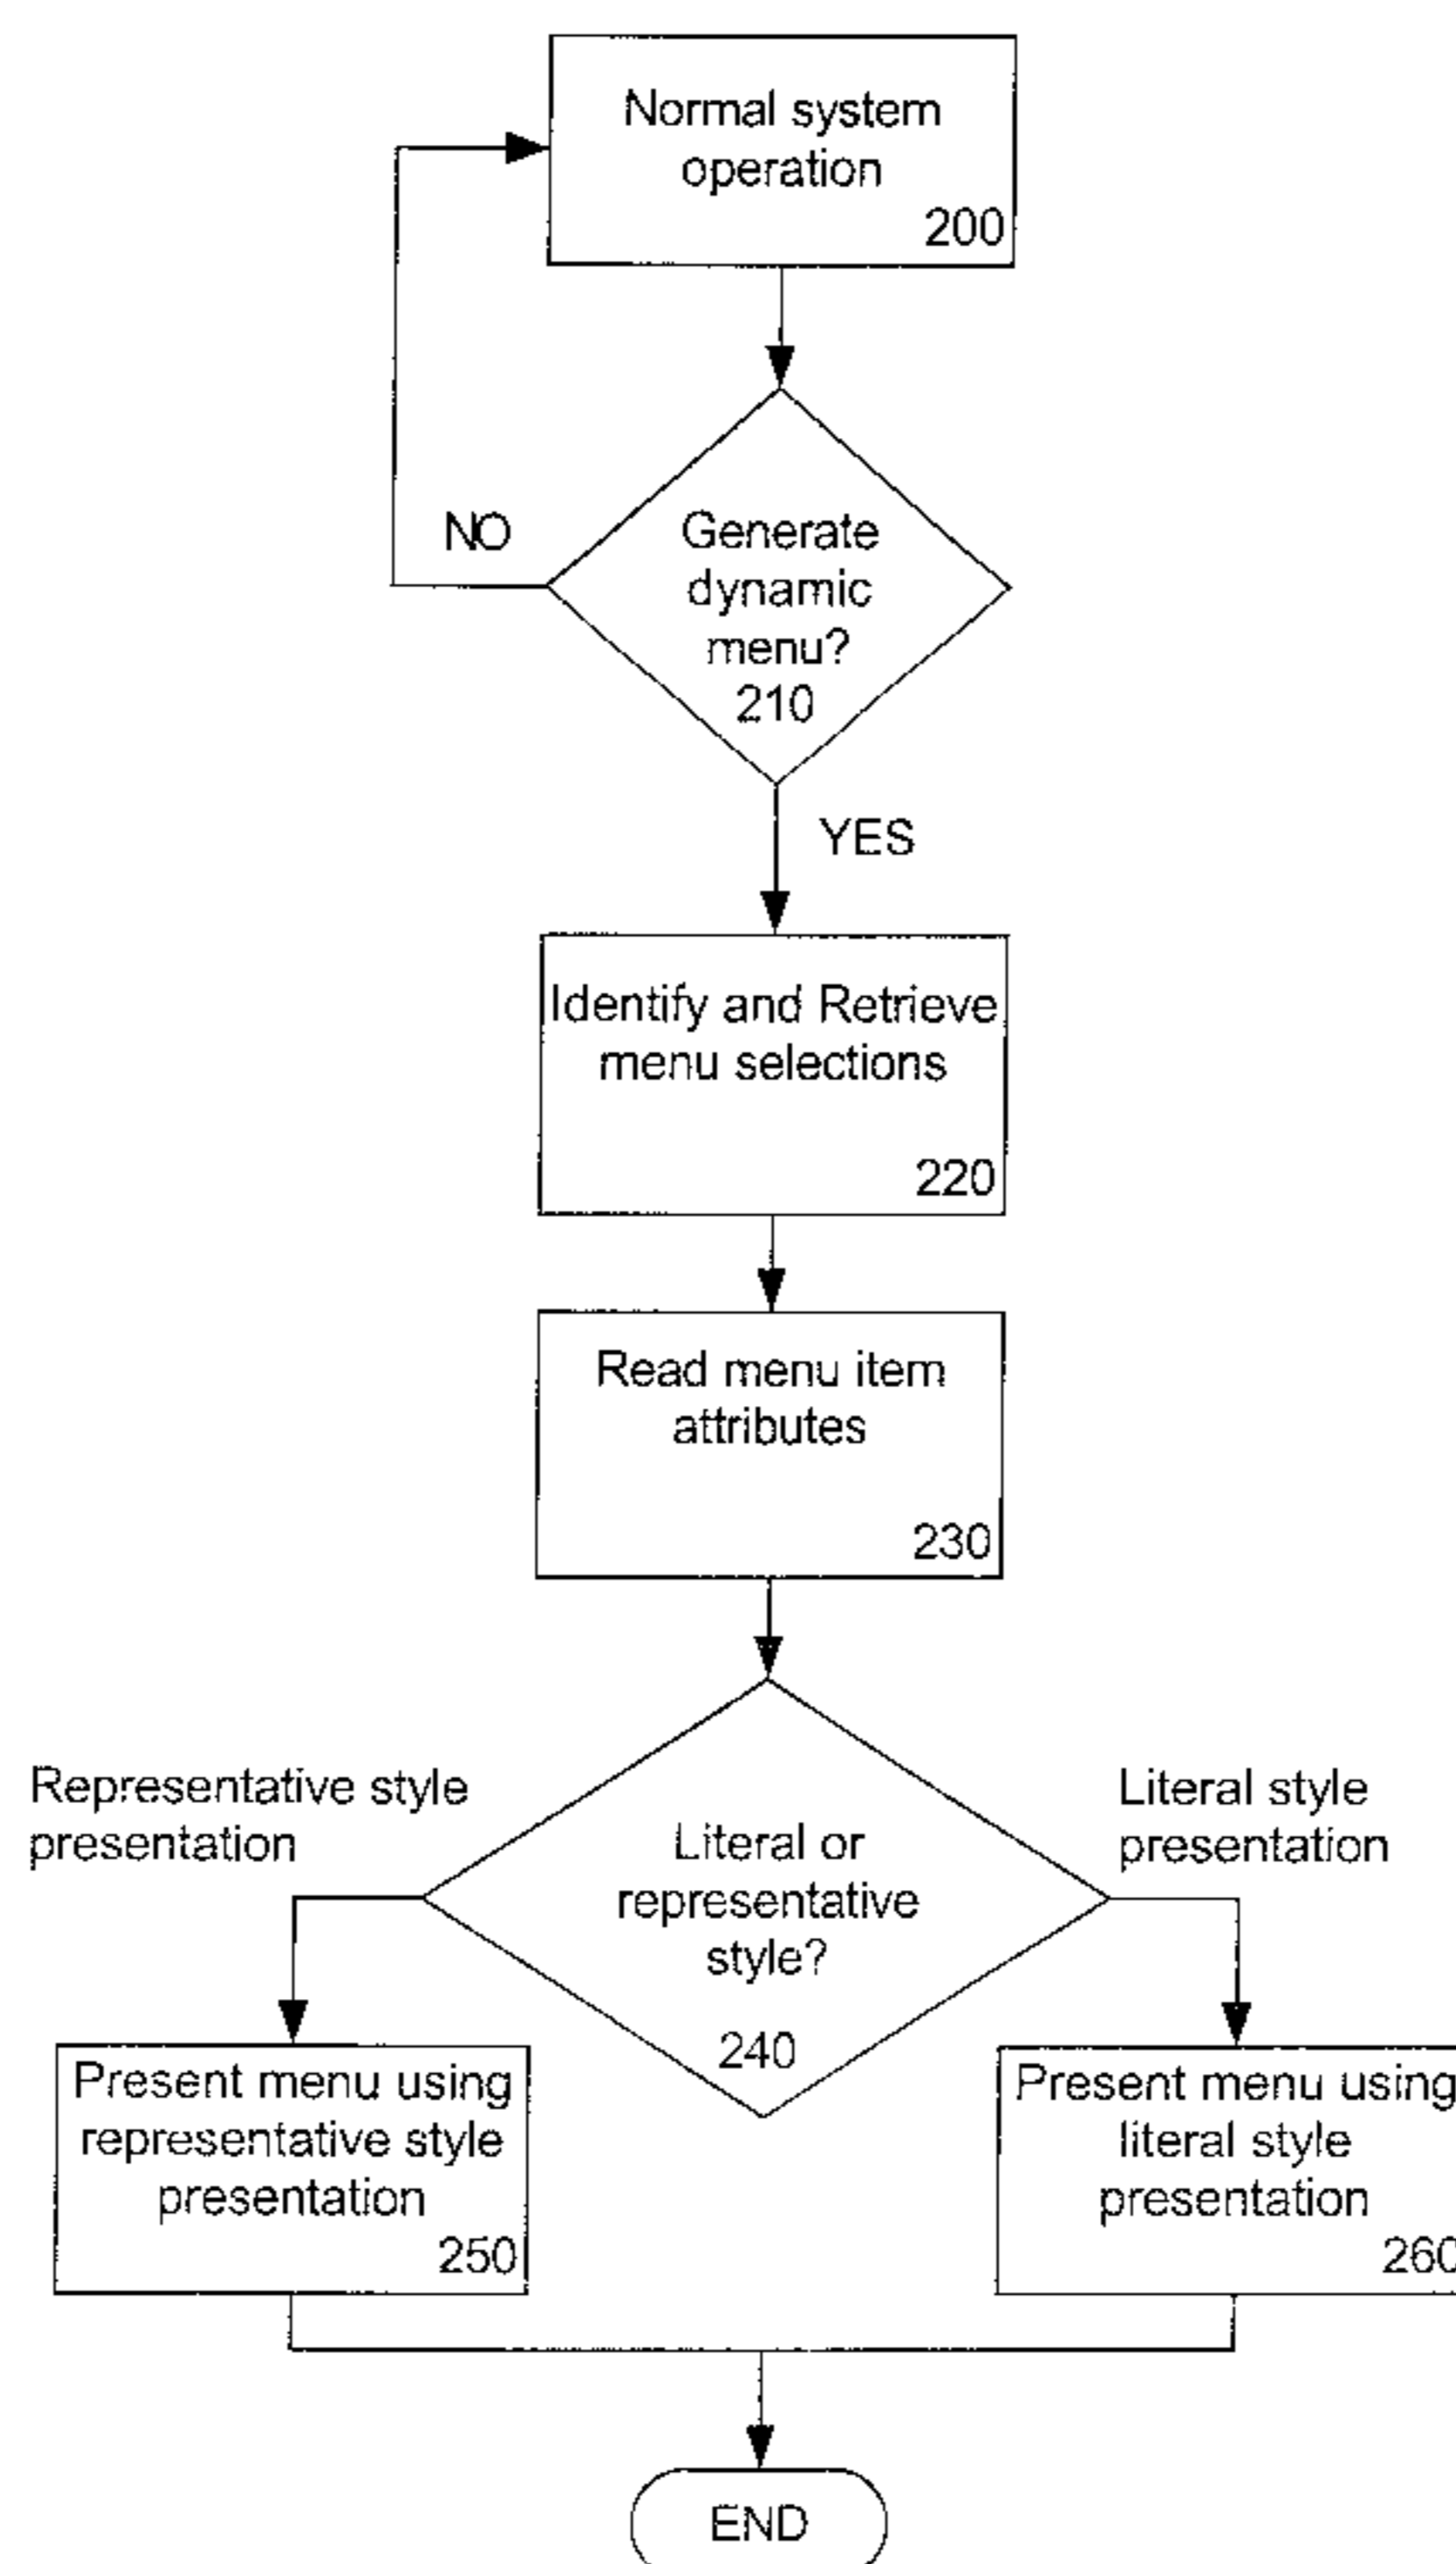 Normal system
operation
200
NO
Generate
dynamic
menu?
210
YES
Identify and Retrieve
menu selections
220
Read menu item
attributes
230
Representative style
presentation
Literal or
representative
style?
240
Literal style
presentation
Present menu using
representative style
presentation
250
Present menu using
literal style
presentation
260
END